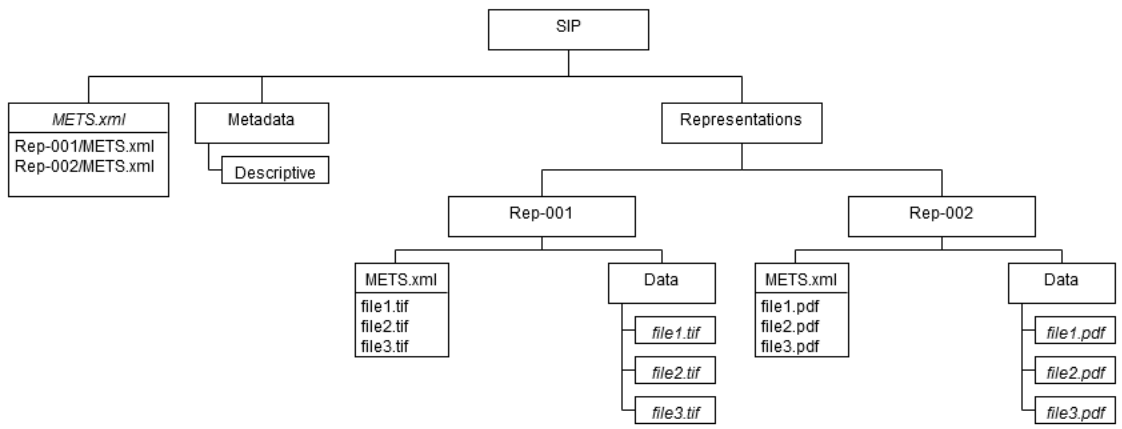 SIP
METS.xml
Rep-001/METS.xml
Rep-002/METS.xml
Metadata
Descriptive
Representations
Rep-001
METS.xml
file1.tif
file2.tif
file3.tif
Data
file1.tif
file2.tif
file3.tif
Rep-002
METS.xml
file1.pdf
file2.pdf
file3.pdf
Data
file1.pdf
file2.pdf
file3.pdf